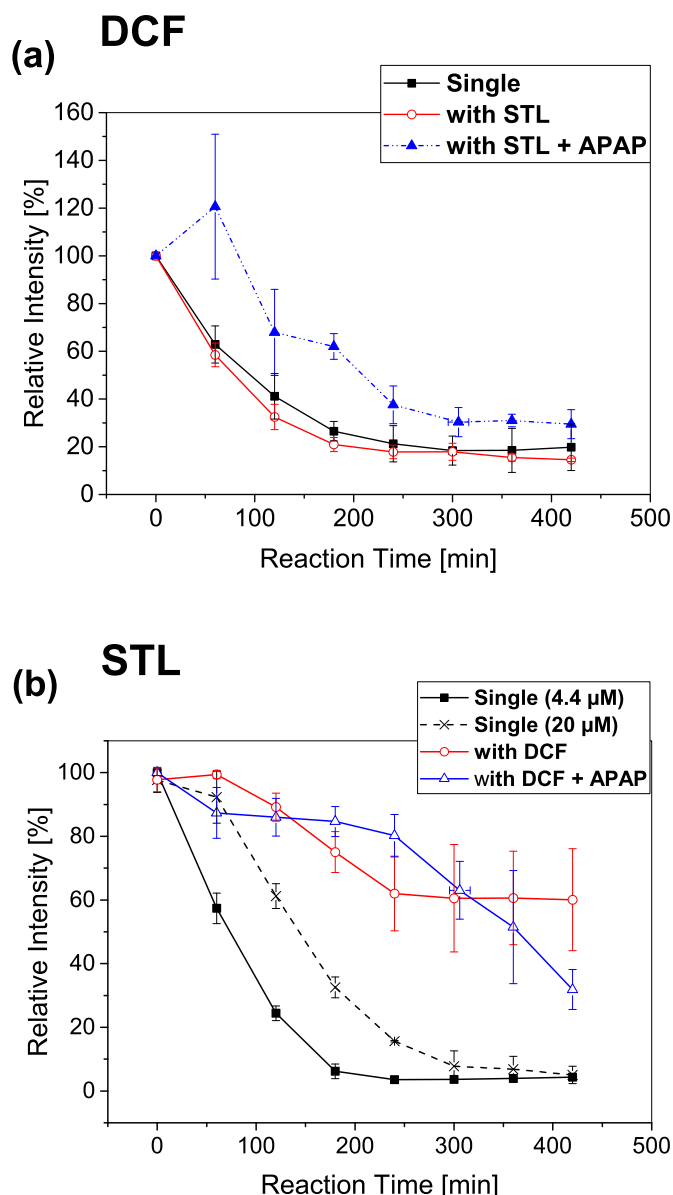 DCF
(a)
Single
with STL
with STL + APAP
160
140
120
100
80
60
40
20
0
Relative Intensity [%]
0 100 200 300 400 500
Reaction Time [min]
STL
(b)
Single (4.4 µM)
Single (20 µM)
with DCF
with DCF + APAP
100
80
60
40
20
0
Relative Intensity [%]
0 100 200 300 400 500
Reaction Time [min]